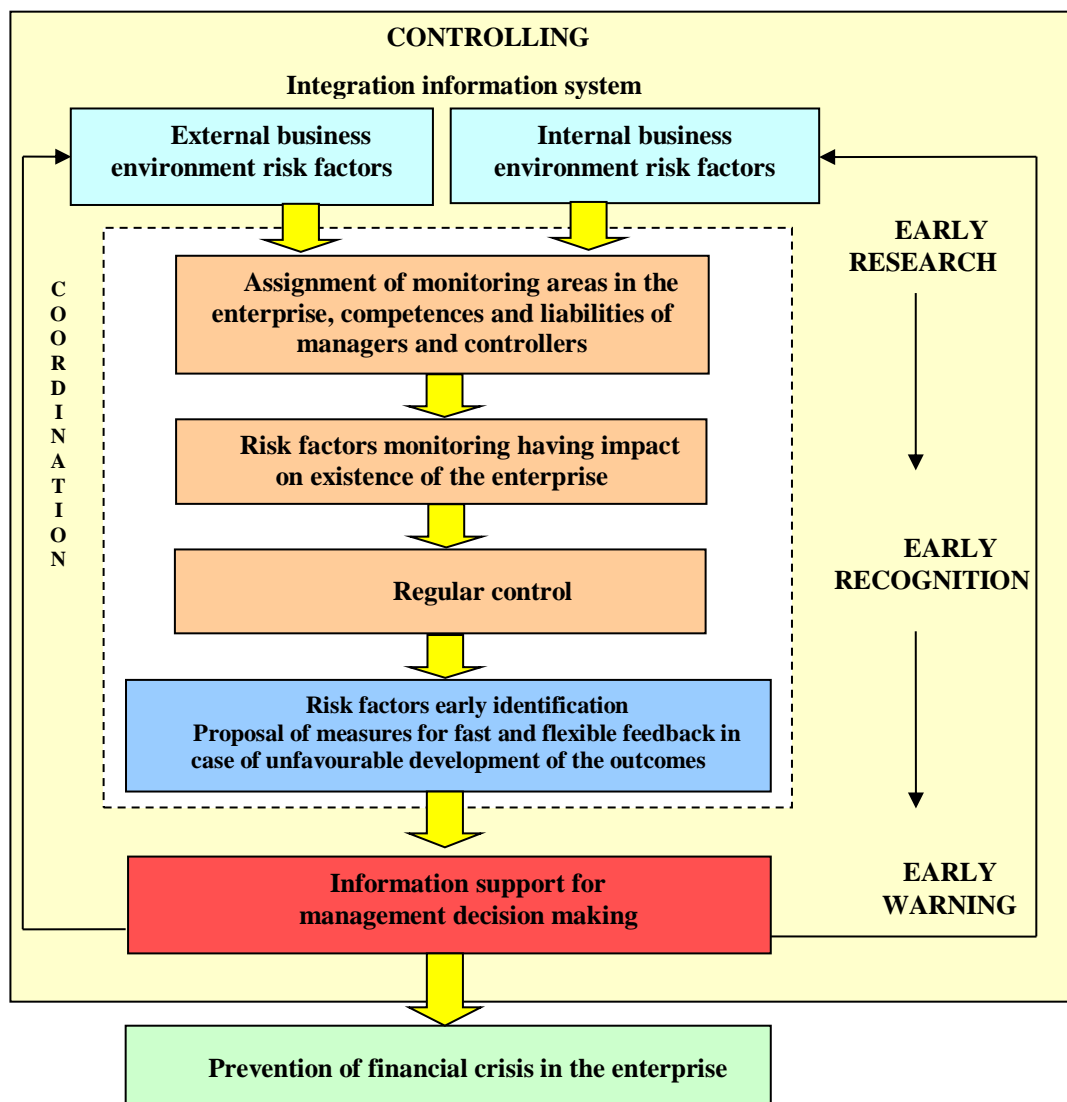 CONTROLLING
Integration information system
External business
environment risk factors
Internal business
environment risk factors
EARLY
RESEARCH
COORDINATION
Assignment of monitoring areas in the
enterprise, competences and liabilities of
managers and controllers
Risk factors monitoring having impact
on existence of the enterprise
EARLY
RECOGNITION
Regular control
Risk factors early identification
Proposal of measures for fast and flexible feedback in
case of unfavourable development of the outcomes
Information support for
management decision making
EARLY
WARNING
Prevention of financial crisis in the enterprise